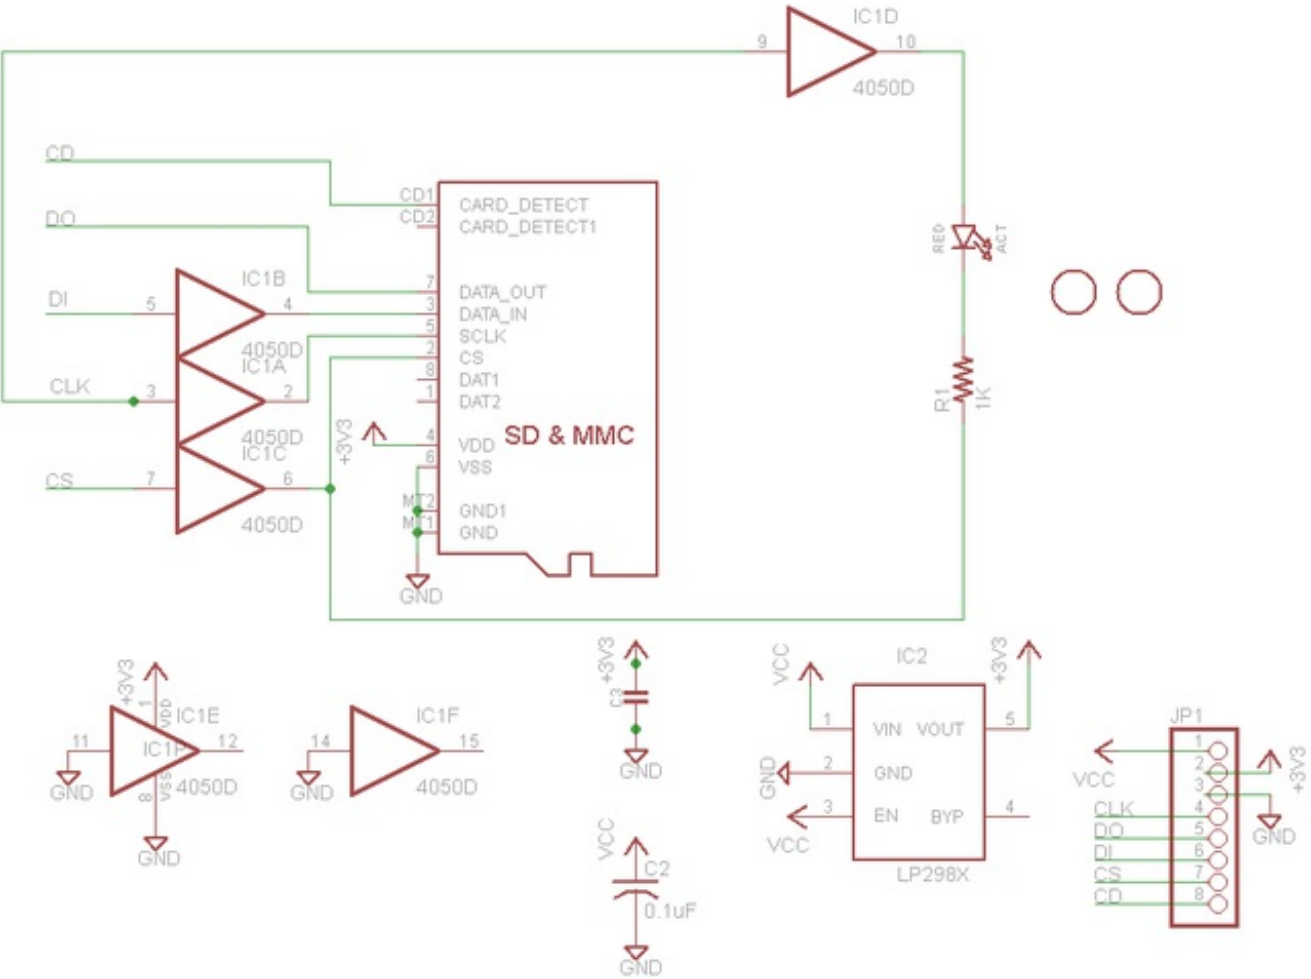 IC1D
9
10
4050D
CD
CD1
CARD_DETECT
CD2
CARD_DETECT1
DO
RED
ACT
IC1B
7
DATA_OUT
DI
5
4
3
DATA_IN
5
SCLK
4050D
2
CS
IC1A
8
DAT1
CLK
3
2
1
DAT2
R1
1K
4050D
+3V3
4
VDD
SD & MMC
IC1C
6
VSS
CS
7
6
MT2
GND1
4050D
MT1
GND
GND
+3V3
1
VDD
IC1E
11
IC1P
12
GND
8
VSS
4050D
GND
IC1F
14
15
GND
4050D
+3V3
C3
GND
VCC
C2
0.1uF
GND
VCC
IC2
+3V3
1
VIN
VOUT
5
GND
2
GND
3
EN
BYP
4
VCC
LP298X
JP1
1
VCC
2
+3V3
3
GND
CLK
4
DO
5
DI
6
CS
7
CD
8